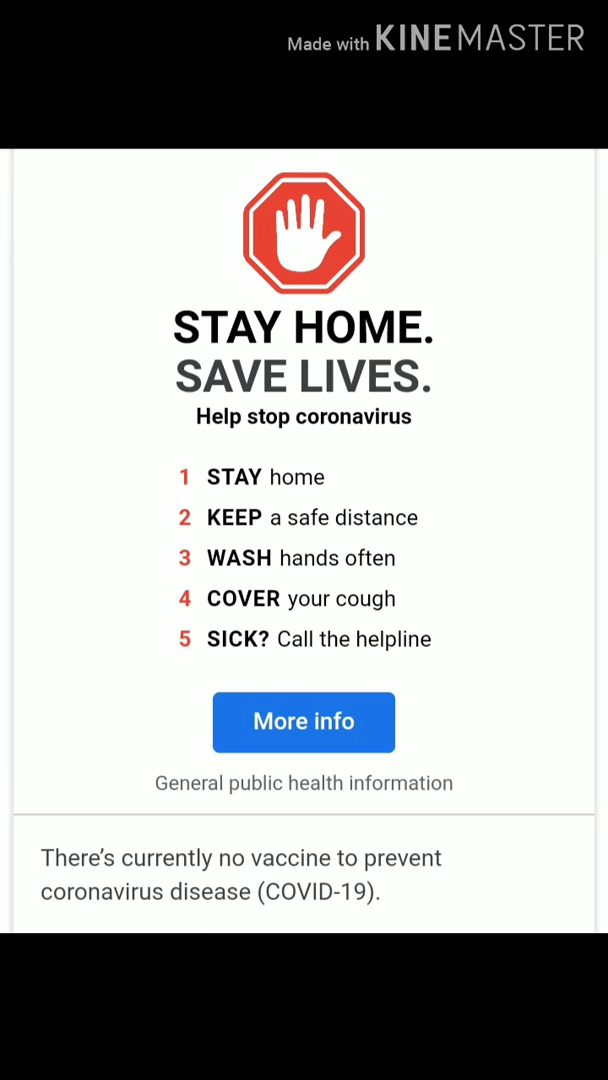 Made with KINEMASTER
STAY HOME.
SAVE LIVES.
Help stop coronavirus
1 STAY home
2 KEEP a safe distance
3 WASH hands often
4 COVER your cough
5 SICK? Call the helpline
More info
General public health information
There’s currently no vaccine to prevent
coronavirus disease (COVID-19).